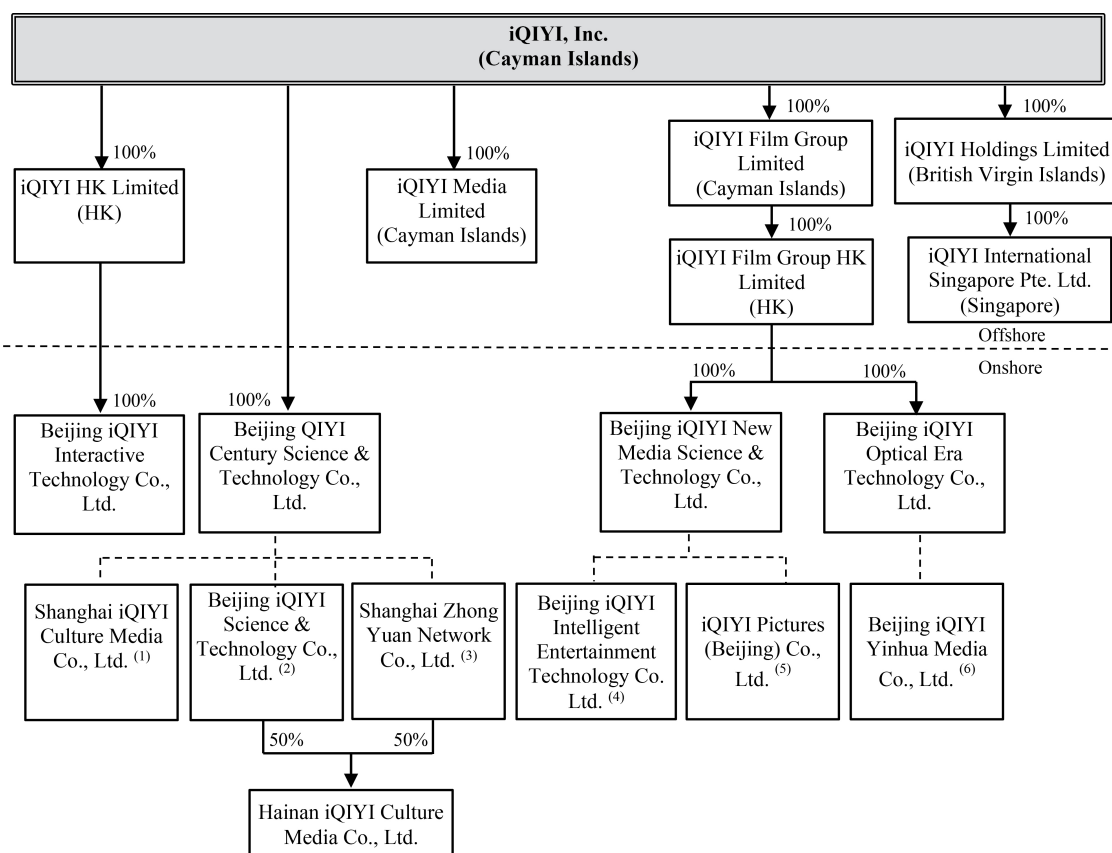 iQIYI, Inc.
(Cayman Islands)
100%
iQIYI HK Limited
(HK)
100%
iQIYI Media
Limited
(Cayman Islands)
100%
iQIYI Film Group
Limited
(Cayman Islands)
100%
iQIYI Holdings Limited
(British Virgin Islands)
100%
iQIYI Film Group HK
Limited
(HK)
100%
iQIYI International
Singapore Pte. Ltd.
(Singapore)
Offshore
Onshore
100%
Beijing iQIYI
Interactive
Technology Co.,
Ltd.
100%
Beijing QIYI
Century Science &
Technology Co.,
Ltd.
100%
Beijing iQIYI New
Media Science &
Technology Co.,
Ltd.
100%
Beijing iQIYI
Optical Era
Technology Co.,
Ltd.
Shanghai iQIYI
Culture Media
Co., Ltd. (1)
Beijing iQIYI
Science &
Technology Co.,
Ltd. (2)
Shanghai Zhong
Yuan Network
Co., Ltd. (3)
Beijing iQIYI
Intelligent
Entertainment
Technology Co.
Ltd. (4)
iQIYI Pictures
(Beijing) Co.,
Ltd. (5)
Beijing iQIYI
Yinhua Media
Co., Ltd. (6)
50%
50%
Hainan iQIYI Culture
Media Co., Ltd.